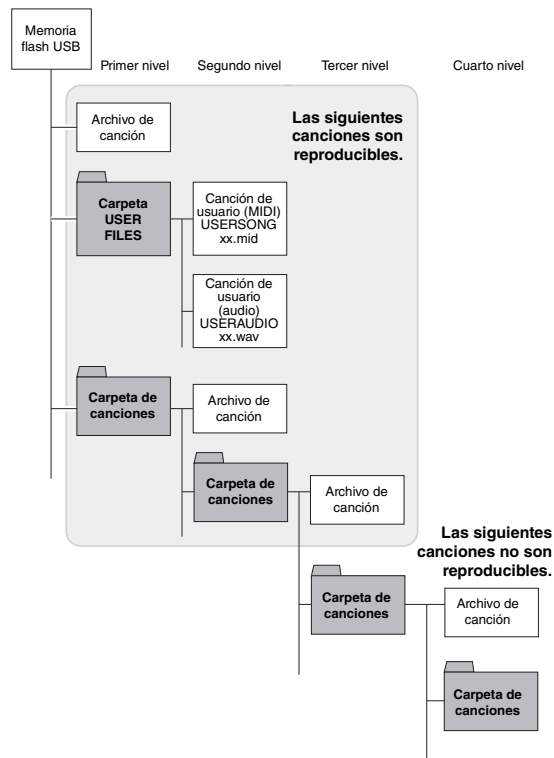 Memoria
flash USB
Primer nivel
Segundo nivel
Tercer nivel
Cuarto nivel
Archivo de
canción
Las siguientes
canciones son
reproducibles.
Carpeta
USER
FILES
Canción de
usuario (MIDI)
USERSONG
xx.mid
Canción de
usuario
(audio)
USERAUDIO
xx.wav
Carpeta de
canciones
Archivo de
canción
Carpeta de
canciones
Archivo de
canción
Las siguientes
canciones no son
reproducibles.
Carpeta de
canciones
Archivo de
canción
Carpeta de
canciones